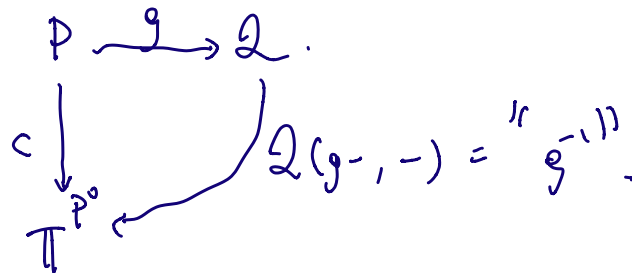 P g Q .
c Q(g-, -) = "g⁻¹" .
Π^{P°}